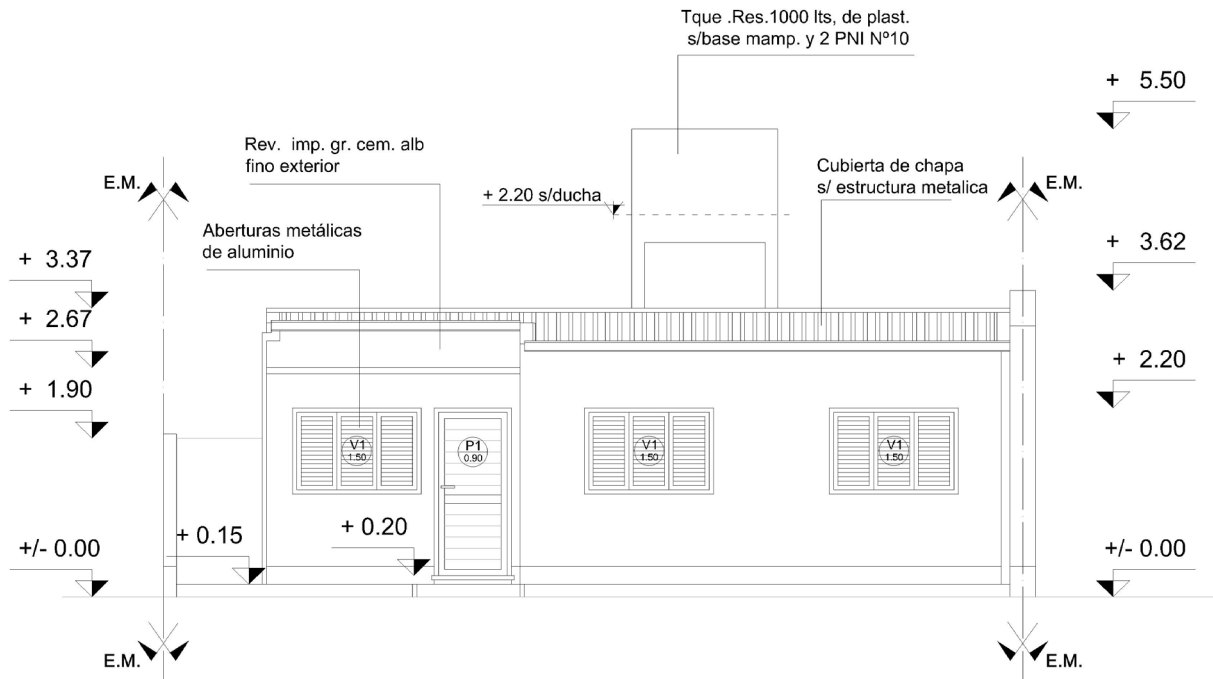 Tque .Res.1000 lts, de plast.
s/base mamp. y 2 PNI Nº10
+ 5.50
Rev. imp. gr. cem. alb
fino exterior
Cubierta de chapa
s/ estructura metalica
E.M.
+ 2.20 s/ducha
E.M.
Aberturas metálicas
de aluminio
+ 3.37
+ 3.62
+ 2.67
+ 2.20
+ 1.90
V1
1.50
P1
0.90
V1
1.50
V1
1.50
+ 0.15
+ 0.20
+/- 0.00
+/- 0.00
E.M.
E.M.